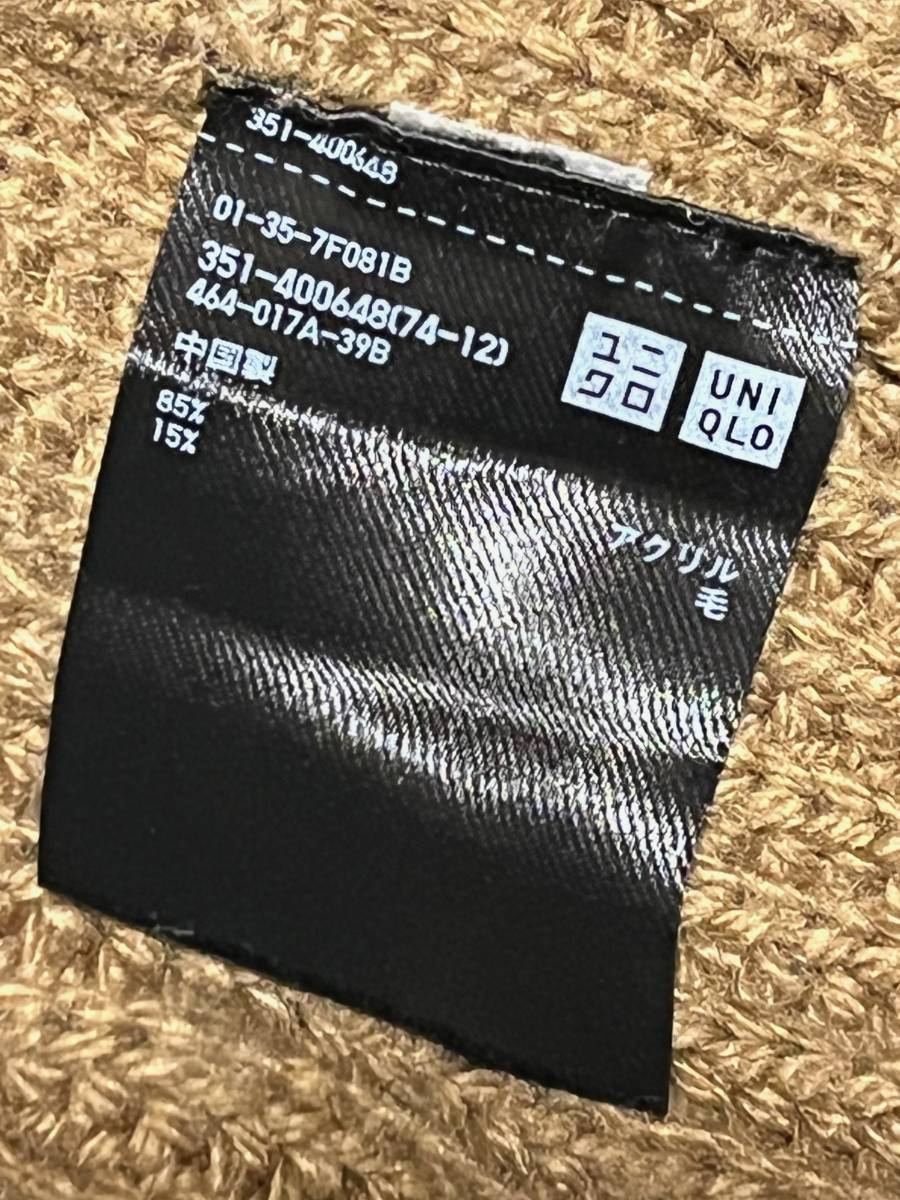 351-400648
01-35-7F081B
351-400648(74-12)
464-017A-39B
中国製
ユニ
クロ
UNI
QLO
85% アクリル
15% 毛